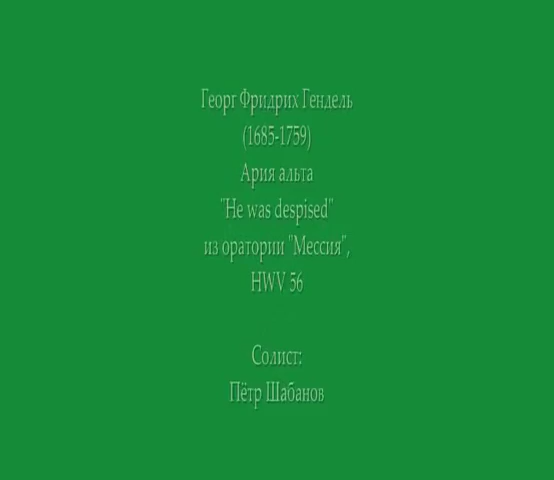 Георг Фридрих Гендель
(1685-1759)
Ария альта
"He was despised"
из оратории "Мессия",
HWV 56
Солист:
Пётр Шабанов